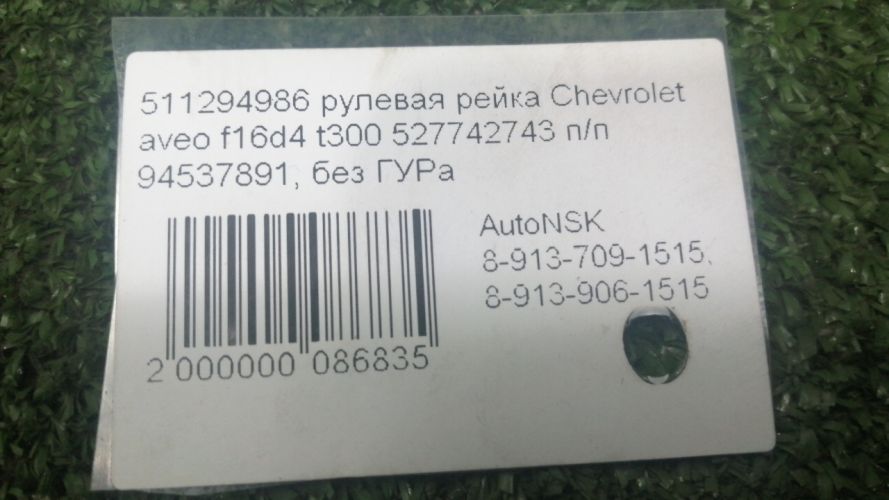 511294986 рулевая рейка Chevrolet
aveo f16d4 t300 527742743 п/п
94537891, без ГУРа
AutoNSK
8-913-709-1515,
8-913-906-1515
2 000000 086835